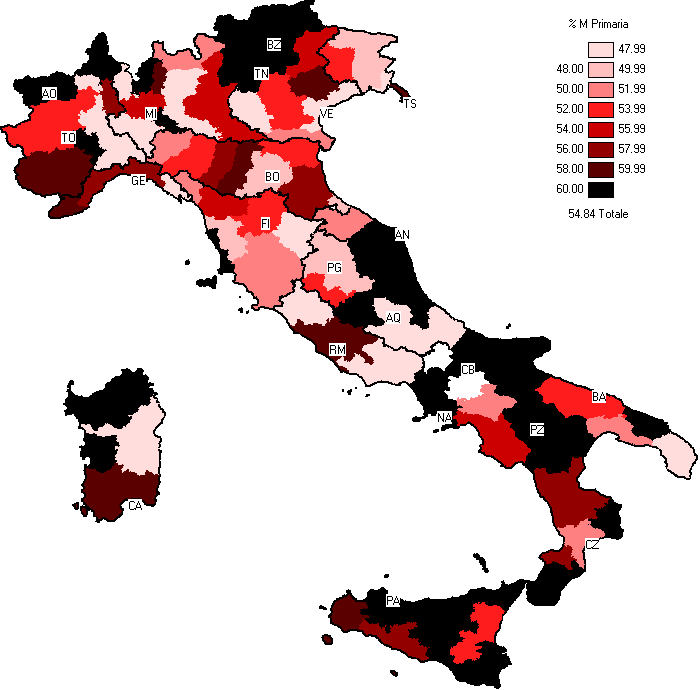 % M Primaria
47.99
48.00 49.99
50.00 51.99
52.00 53.99
54.00 55.99
56.00 57.99
58.00 59.99
60.00
54.84 Totale
BZ
TN
AO
TS
MI
VE
TO
BO
GE
FI
AN
PG
AQ
RM
CB
BA
NA
PZ
CA
CZ
PA